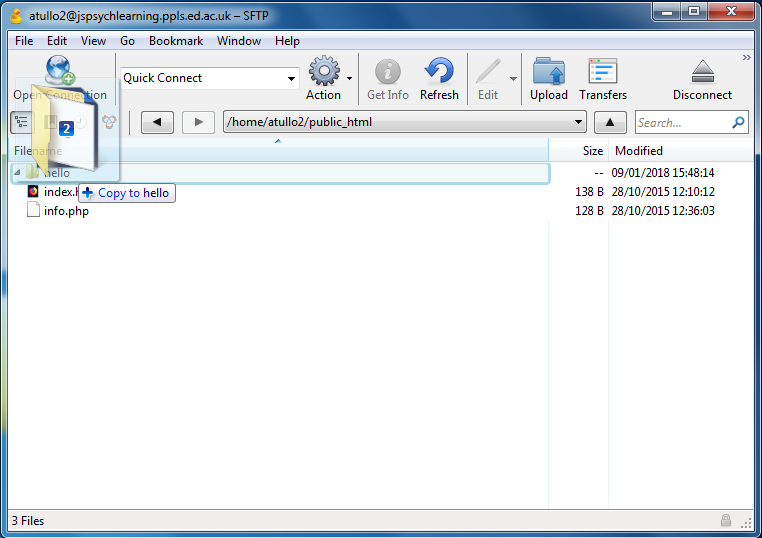 atullo2@jspsychlearning.ppls.ed.ac.uk – SFTP
File Edit View Go Bookmark Window Help
Open Connection Quick Connect Action Get Info Refresh Edit Upload Transfers Disconnect
2 /home/atullo2/public_html Search...
Filename Size Modified
hello -- 09/01/2018 15:48:14
index.h 138 B 28/10/2015 12:10:12
Copy to hello
info.php 128 B 28/10/2015 12:36:03
3 Files